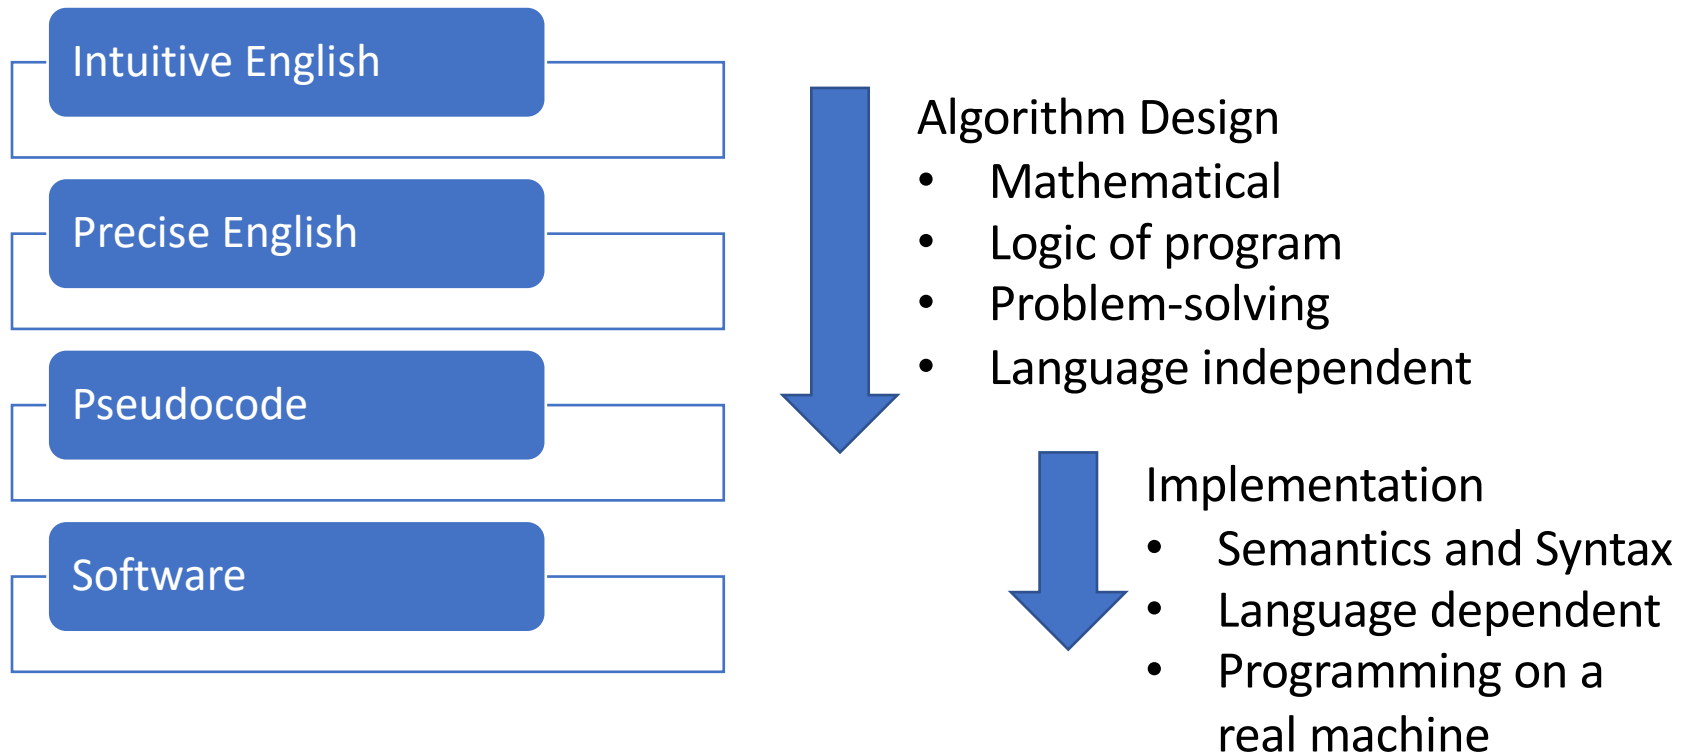 Intuitive English
Precise English
Pseudocode
Software
Algorithm Design
• Mathematical
• Logic of program
• Problem-solving
• Language independent
Implementation
• Semantics and Syntax
• Language dependent
• Programming on a
real machine